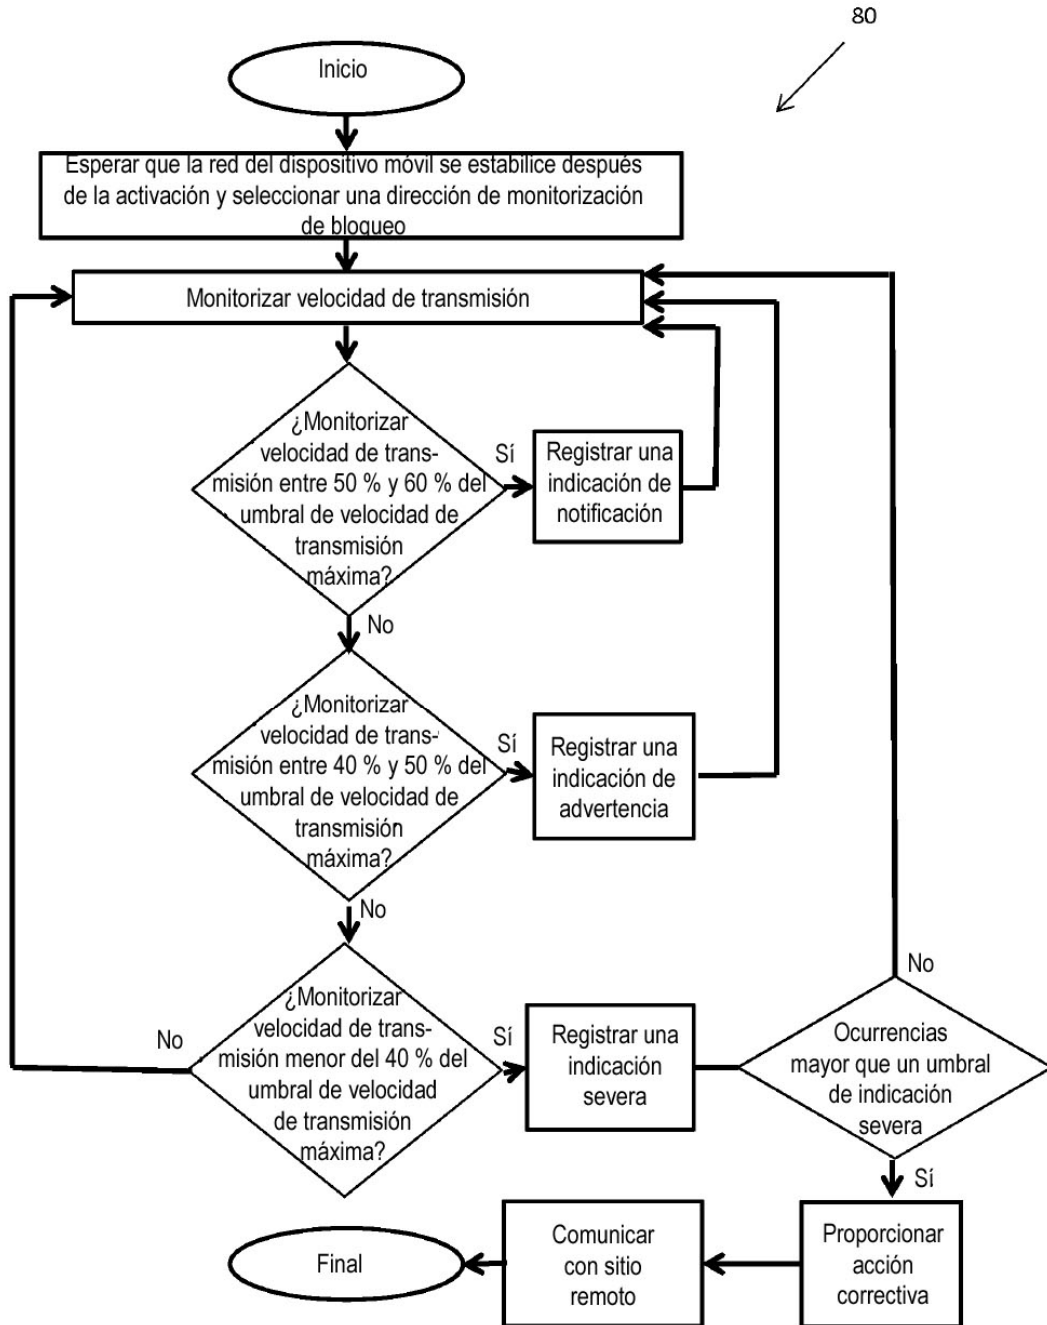 80
Inicio
Esperar que la red del dispositivo móvil se estabilice después
de la activación y seleccionar una dirección de monitorización
de bloqueo
Monitorizar velocidad de transmisión
¿Monitorizar
velocidad de trans-
misión entre 50 % y 60 % del
umbral de velocidad de
transmisión
máxima?
Sí
Registrar una
indicación de
notificación
No
¿Monitorizar
velocidad de trans-
misión entre 40 % y 50 % del
umbral de velocidad de
transmisión
máxima?
Sí
Registrar una
indicación de
advertencia
No
¿Monitorizar
velocidad de trans-
misión menor del 40 % del
umbral de velocidad
de transmisión
máxima?
No
Sí
Registrar una
indicación
severa
No
Ocurrencias
mayor que un umbral
de indicación
severa
Sí
Proporcionar
acción
correctiva
Comunicar
con sitio
remoto
Final